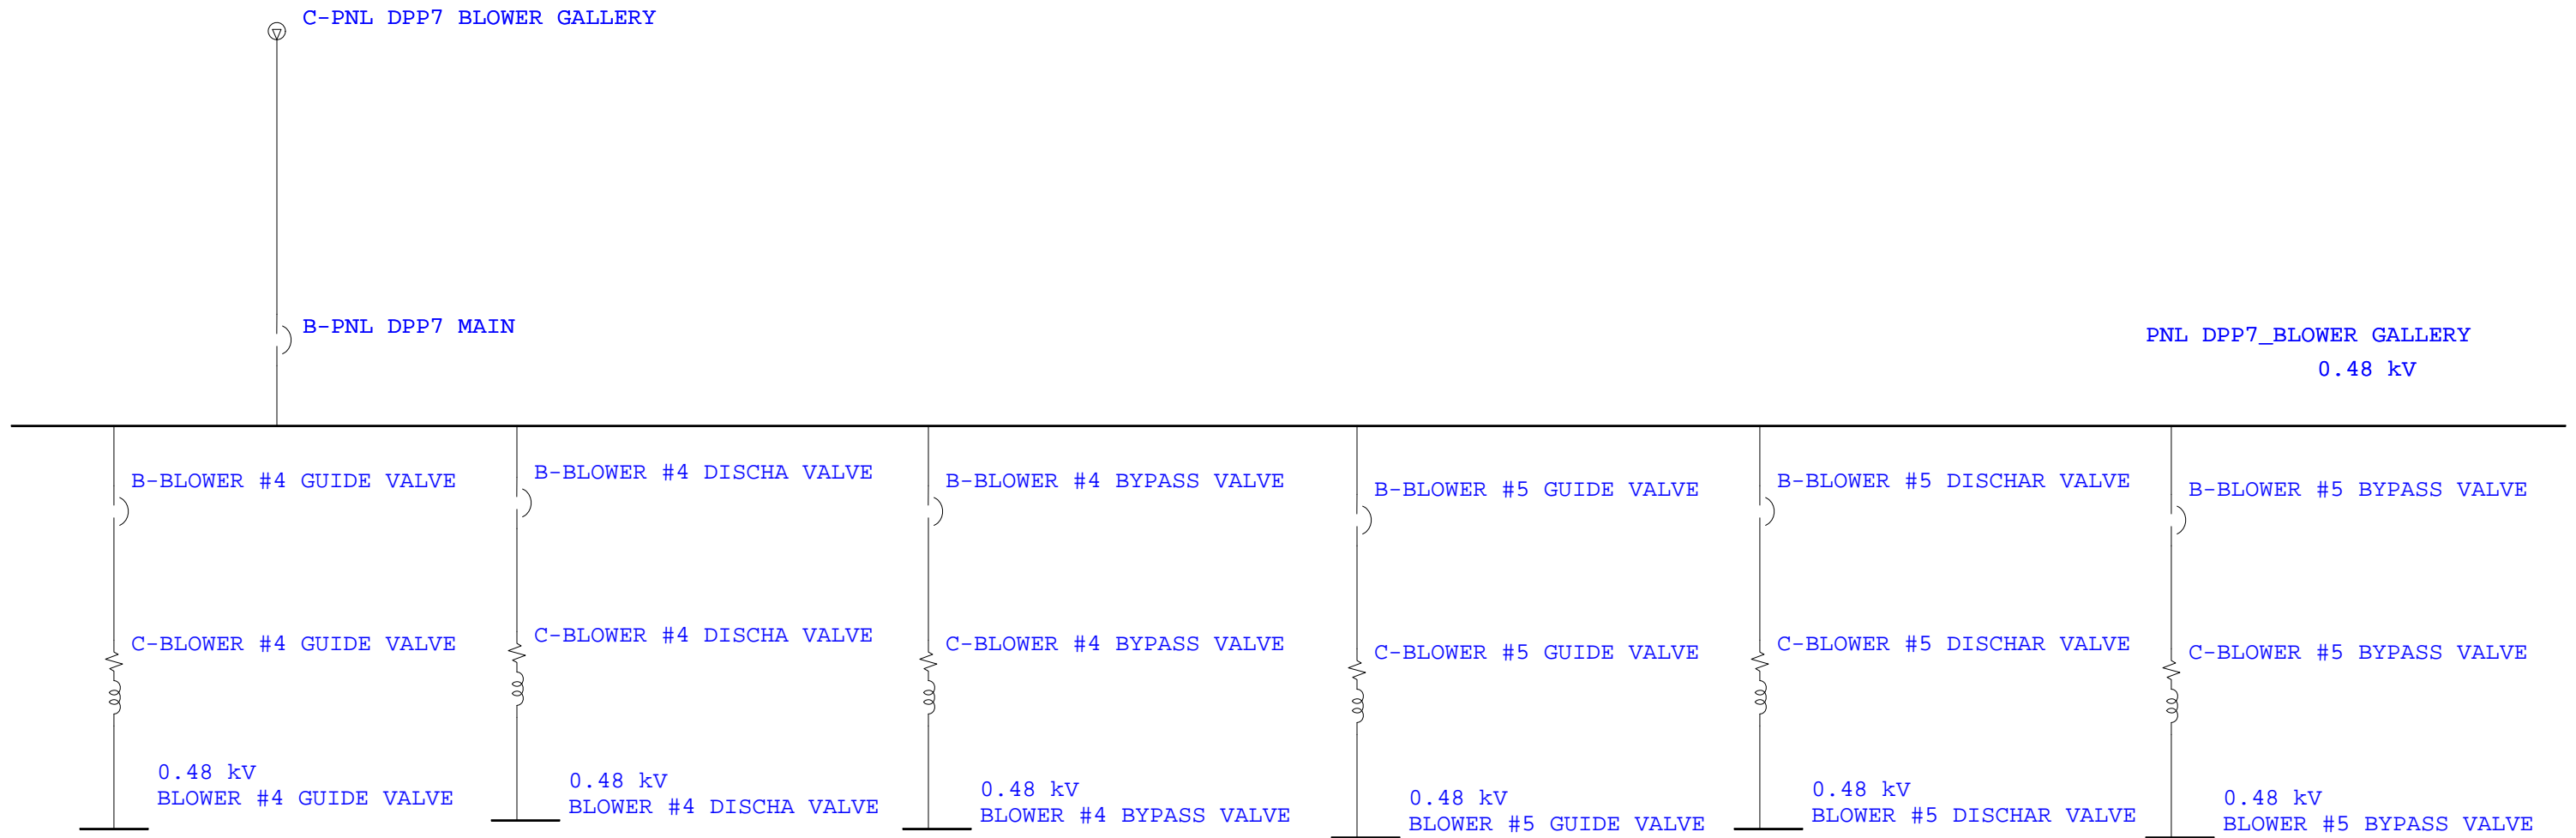 C-PNL DPP7 BLOWER GALLERY
B-PNL DPP7 MAIN
PNL DPP7_BLOWER GALLERY
0.48 kV
B-BLOWER #4 GUIDE VALVE
B-BLOWER #4 DISCHA VALVE
B-BLOWER #4 BYPASS VALVE
B-BLOWER #5 GUIDE VALVE
B-BLOWER #5 DISCHAR VALVE
B-BLOWER #5 BYPASS VALVE
C-BLOWER #4 GUIDE VALVE
C-BLOWER #4 DISCHA VALVE
C-BLOWER #4 BYPASS VALVE
C-BLOWER #5 GUIDE VALVE
C-BLOWER #5 DISCHAR VALVE
C-BLOWER #5 BYPASS VALVE
0.48 kV
BLOWER #4 GUIDE VALVE
0.48 kV
BLOWER #4 DISCHA VALVE
0.48 kV
BLOWER #4 BYPASS VALVE
0.48 kV
BLOWER #5 GUIDE VALVE
0.48 kV
BLOWER #5 DISCHAR VALVE
0.48 kV
BLOWER #5 BYPASS VALVE